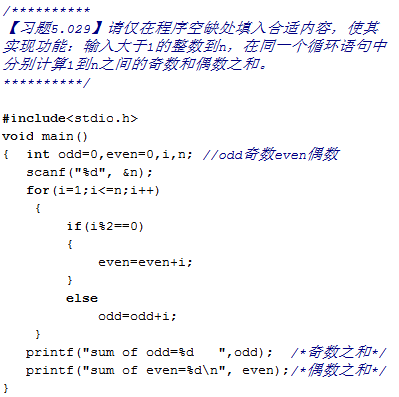 /**********
【习题5.029】请仅在程序空缺处填入合适内容，使其
实现功能：输入大于1的整数到n，在同一个循环语句中
分别计算1到n之间的奇数和偶数之和。
**********/
#include<stdio.h>
void main()
{  int odd=0,even=0,i,n; //odd奇数even偶数
   scanf("%d", &n);
   for(i=1;i<=n;i++)
    {
        if(i%2==0)
        {
            even=even+i;
        }
        else
            odd=odd+i;
    }
   printf("sum of odd=%d   ",odd);  /*奇数之和*/
   printf("sum of even=%d\n", even);/*偶数之和*/
}